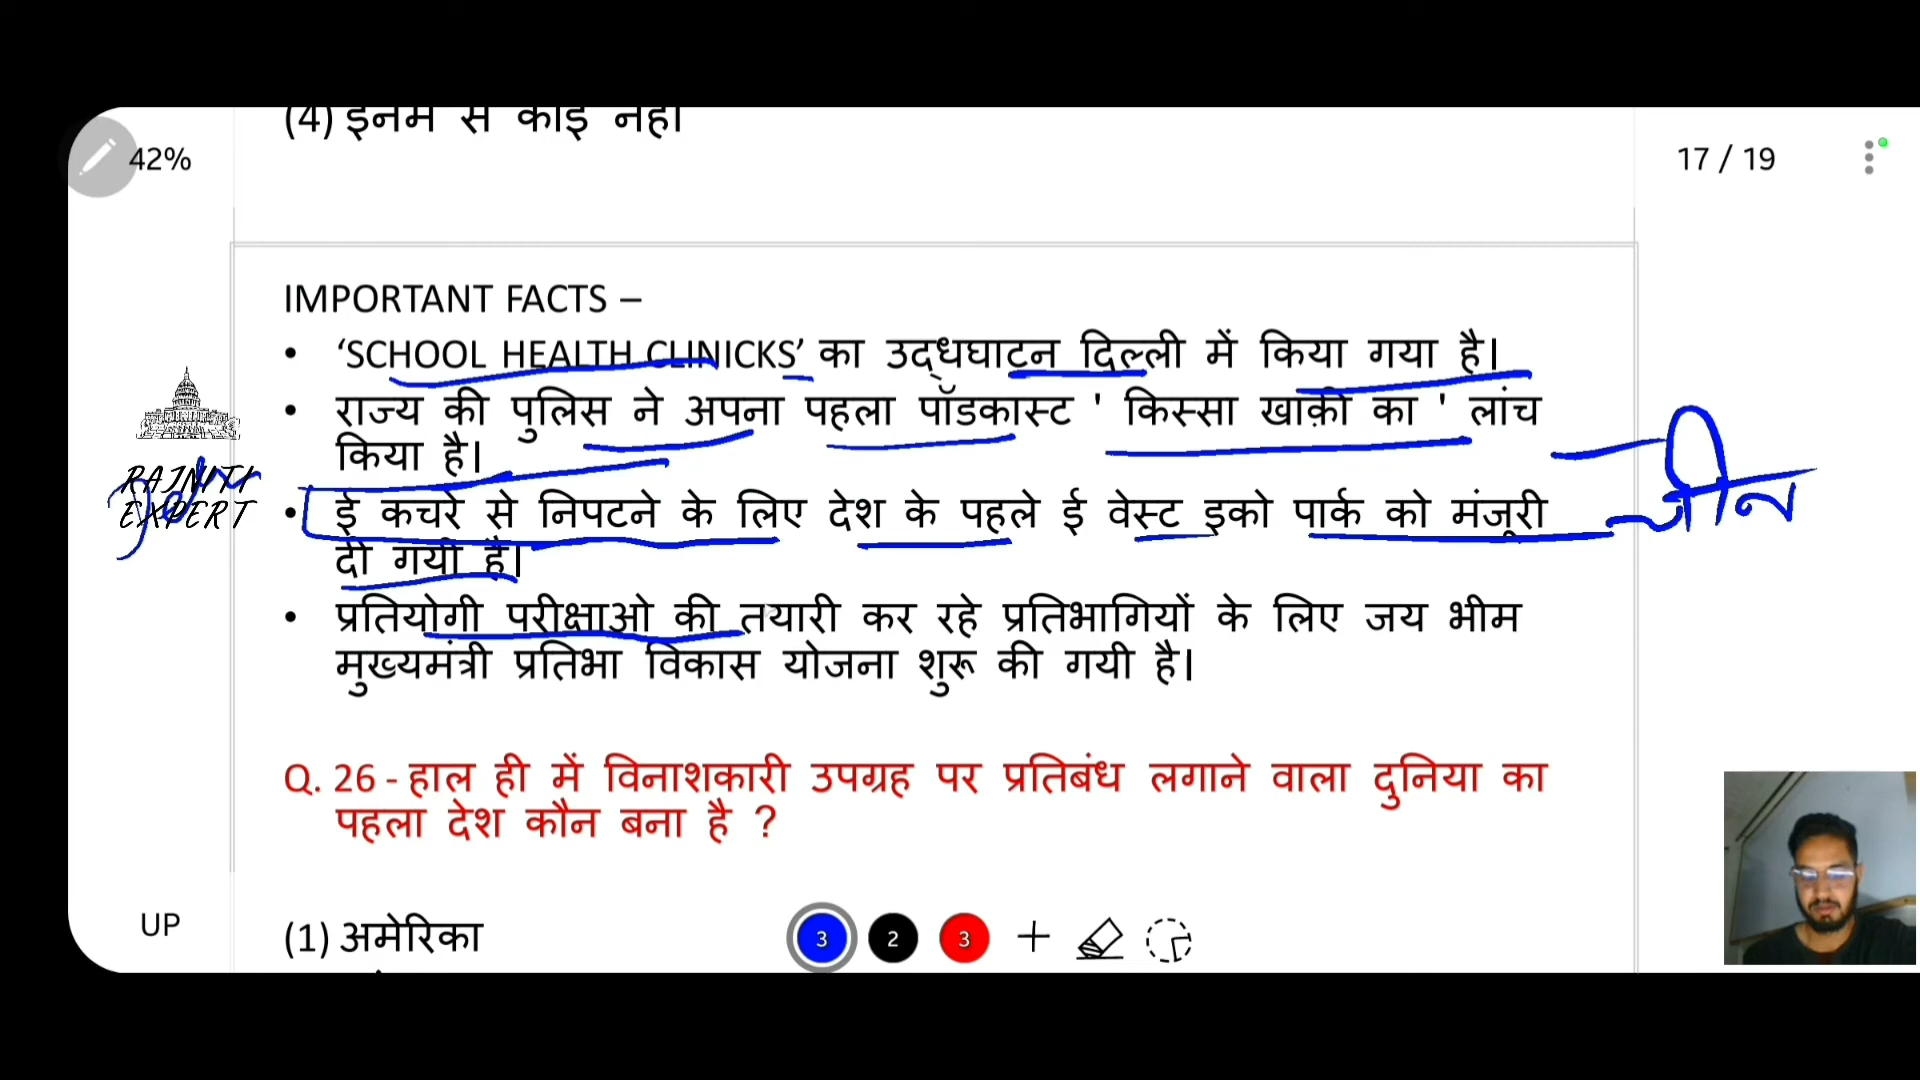 (4) इनमें से कोई नहीं
42%
17 / 19
IMPORTANT FACTS –
• ‘SCHOOL HEALTH CLINICKS’ का उद्धघाटन दिल्ली में किया गया है।
• राज्य की पुलिस ने अपना पहला पॉडकास्ट ' किस्सा खाक़ी का ' लांच
किया है।
RAJNITI
EXPERT
• ई कचरे से निपटने के लिए देश के पहले ई वेस्ट इको पार्क को मंजूरी
दी गयी है।
• प्रतियोगी परीक्षाओ की तयारी कर रहे प्रतिभागियों के लिए जय भीम
मुख्यमंत्री प्रतिभा विकास योजना शुरू की गयी है।
Q. 26 - हाल ही में विनाशकारी उपग्रह पर प्रतिबंध लगाने वाला दुनिया का
पहला देश कौन बना है ?
UP
(1) अमेरिका
3
2
3